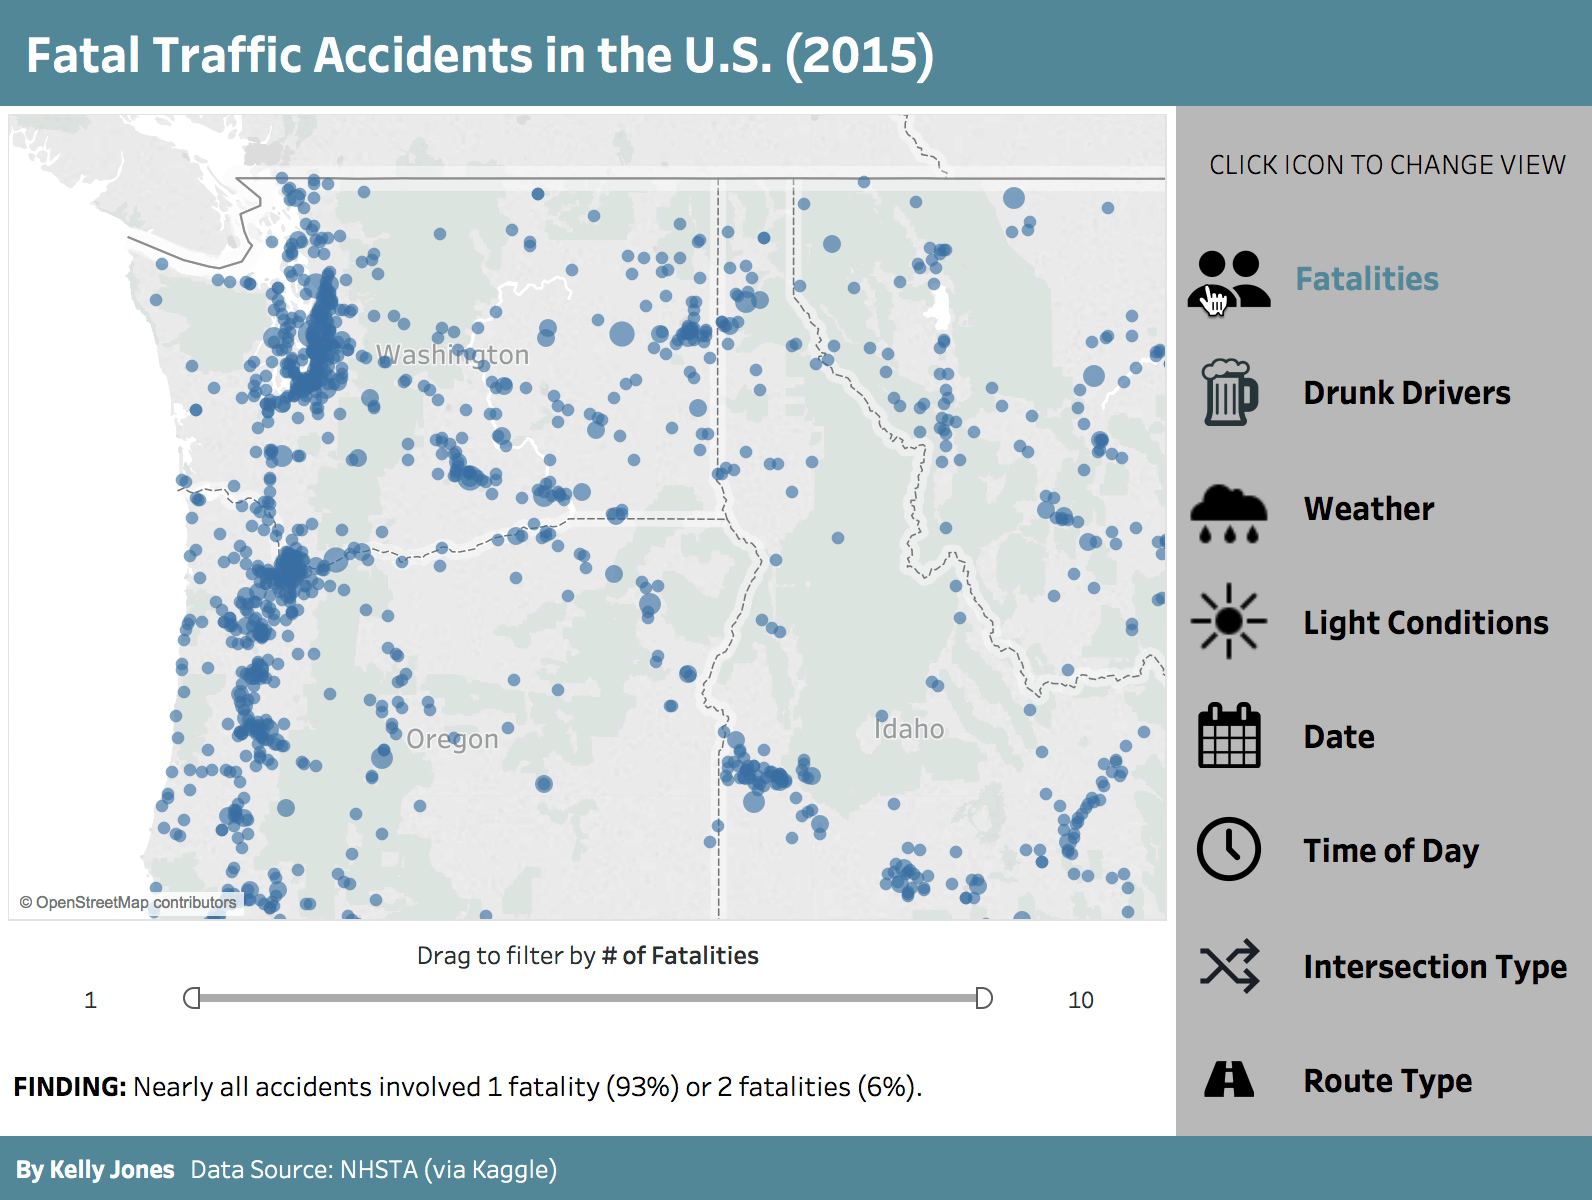 Fatal Traffic Accidents in the U.S. (2015)
CLICK ICON TO CHANGE VIEW
Fatalities
Drunk Drivers
Weather
Light Conditions
Date
Time of Day
Intersection Type
Route Type
Washington
Oregon
Idaho
© OpenStreetMap contributors
Drag to filter by # of Fatalities
1
10
FINDING: Nearly all accidents involved 1 fatality (93%) or 2 fatalities (6%).
By Kelly Jones Data Source: NHSTA (via Kaggle)